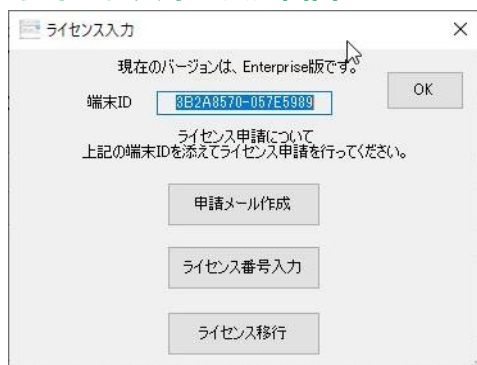 ライセンス入力
現在のバージョンは、Enterprise版です。
OK
端末ID 3B2A8570-057E5989
ライセンス申請について
上記の端末IDを添えてライセンス申請を行ってください。
申請メール作成
ライセンス番号入力
ライセンス移行